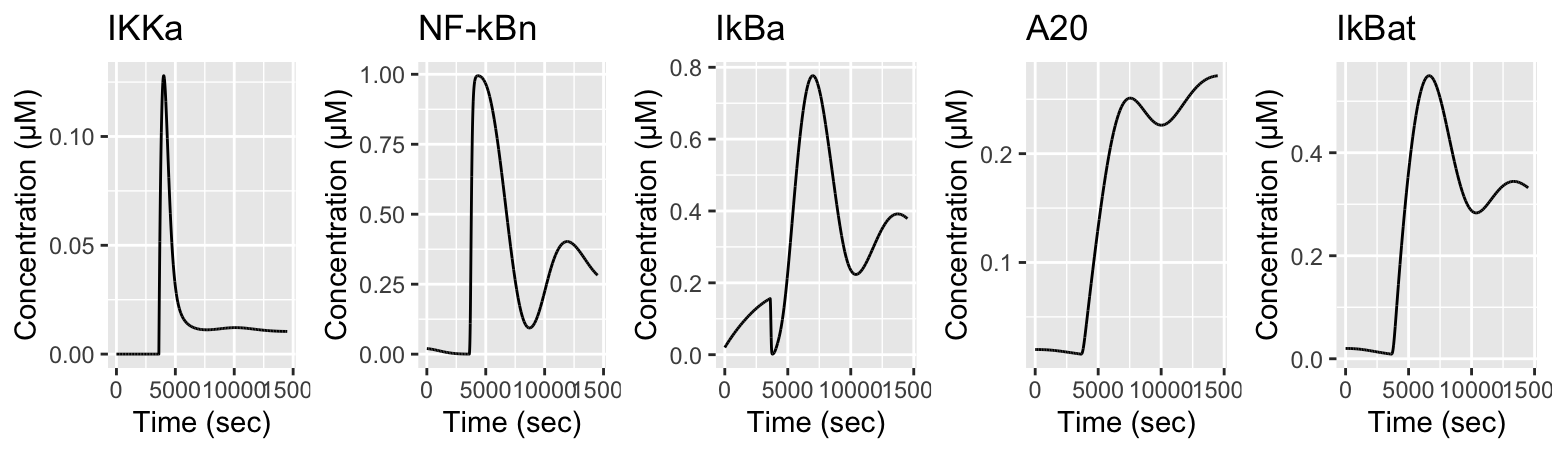 IKKa
Concentration (µM)
0.10
0.05
0.00
0
5000
10000
1500
Time (sec)
NF-kBn
Concentration (µM)
1.00
0.75
0.50
0.25
0.00
0
5000
10000
1500
Time (sec)
IkBa
Concentration (µM)
0.8
0.6
0.4
0.2
0.0
0
5000
10000
1500
Time (sec)
A20
Concentration (µM)
0.2
0.1
0
5000
10000
1500
Time (sec)
IkBat
Concentration (µM)
0.4
0.2
0.0
0
5000
10000
1500
Time (sec)